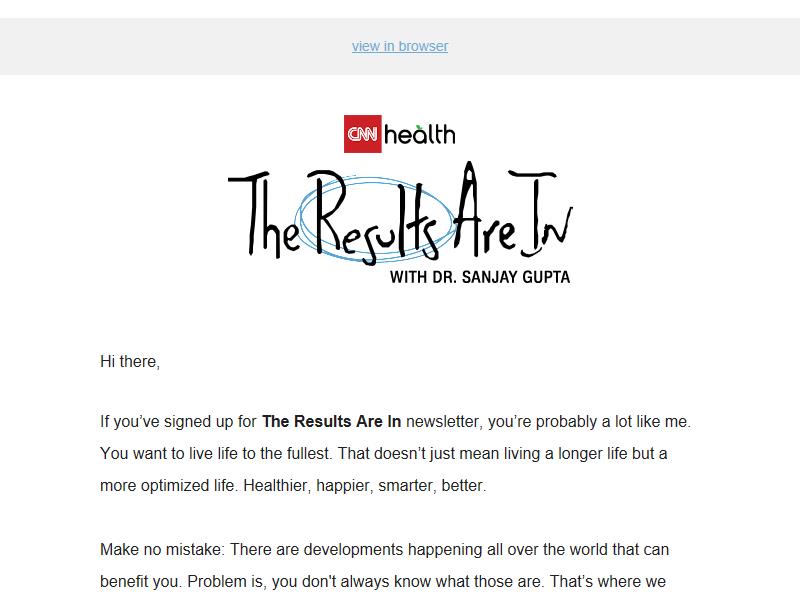 view in browser
CNN health
The Results Are In
WITH DR. SANJAY GUPTA
Hi there,
If you’ve signed up for The Results Are In newsletter, you’re probably a lot like me.
You want to live life to the fullest. That doesn’t just mean living a longer life but a
more optimized life. Healthier, happier, smarter, better.
Make no mistake: There are developments happening all over the world that can
benefit you. Problem is, you don't always know what those are. That’s where we